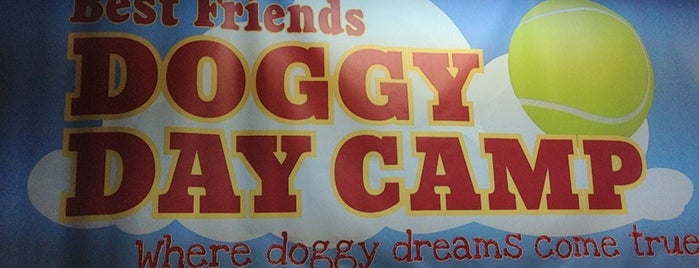 Best Friends
DOGGY
DAY CAMP
Where doggy dreams come true